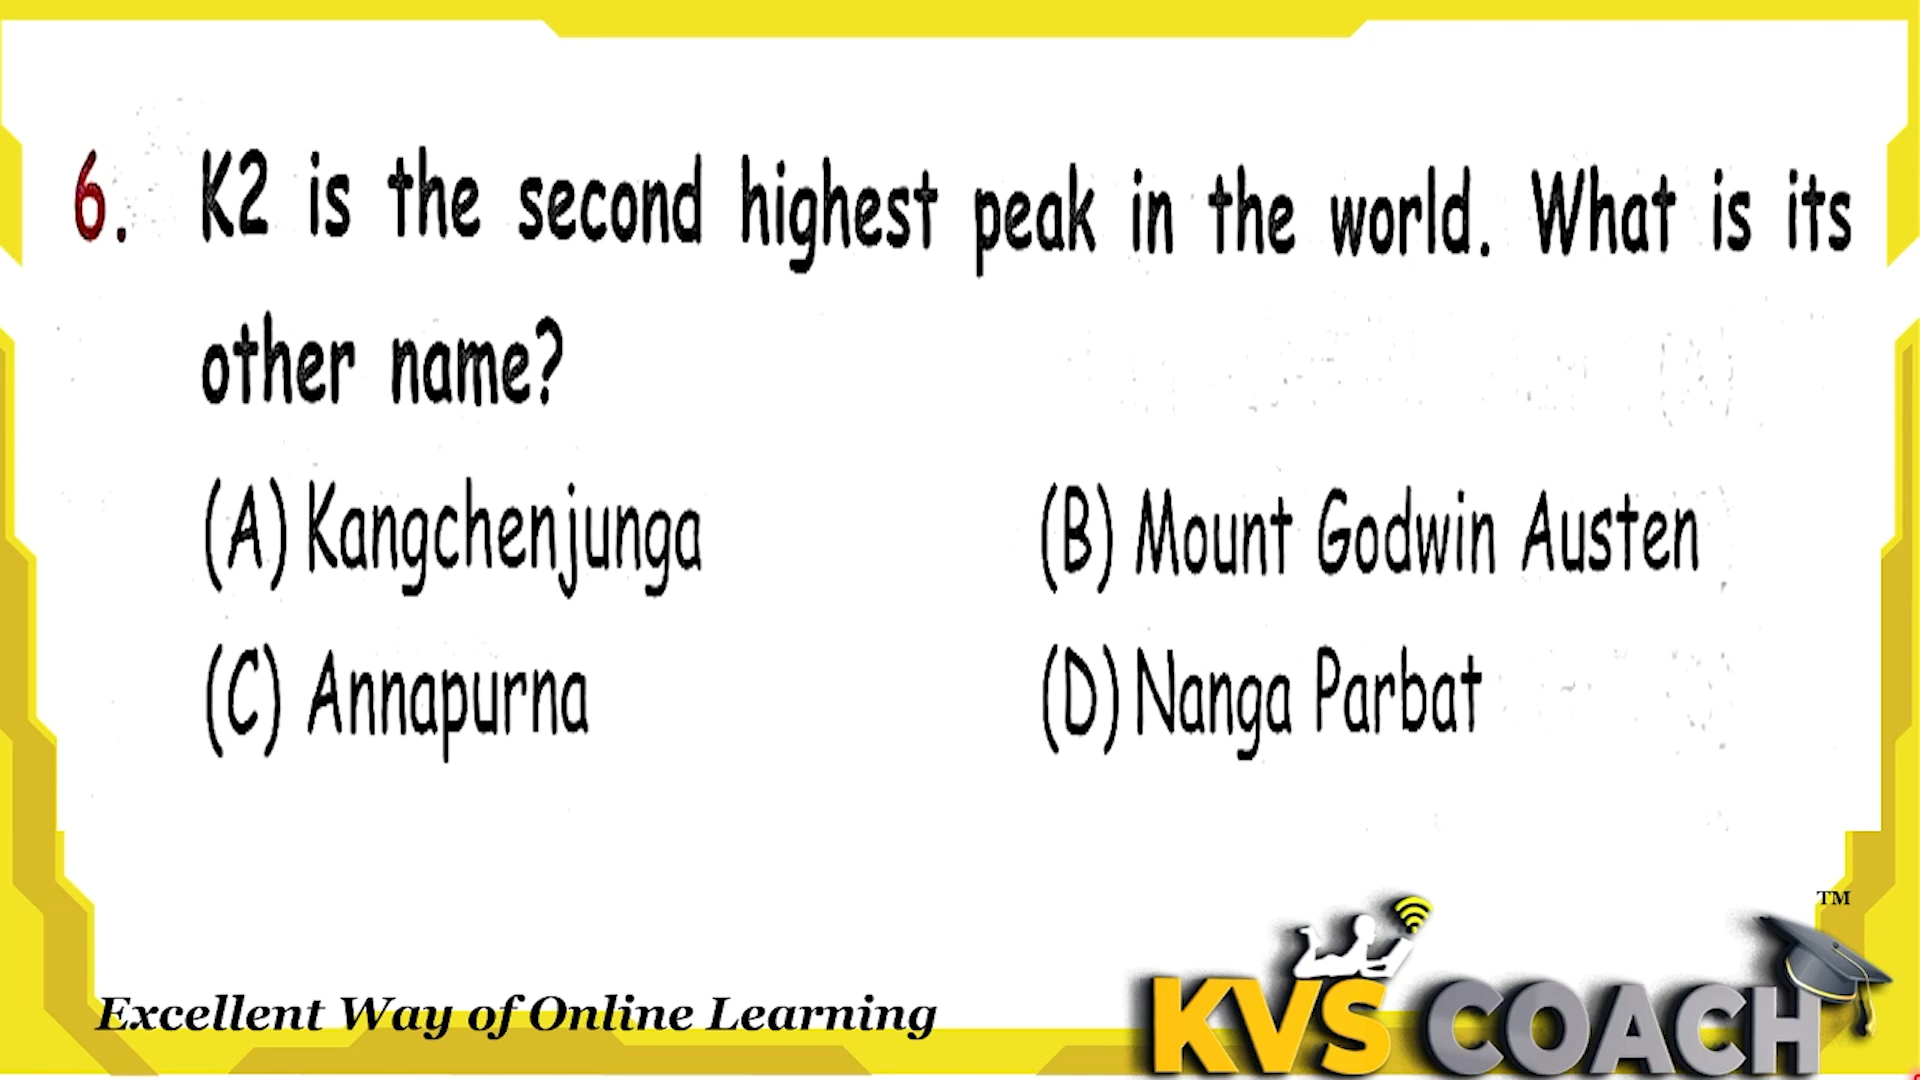 6. K2 is the second highest peak in the world. What is its
other name?
(A) Kangchenjunga (B) Mount Godwin Austen
(C) Annapurna (D) Nanga Parbat
TM
Excellent Way of Online Learning
KVS COACH